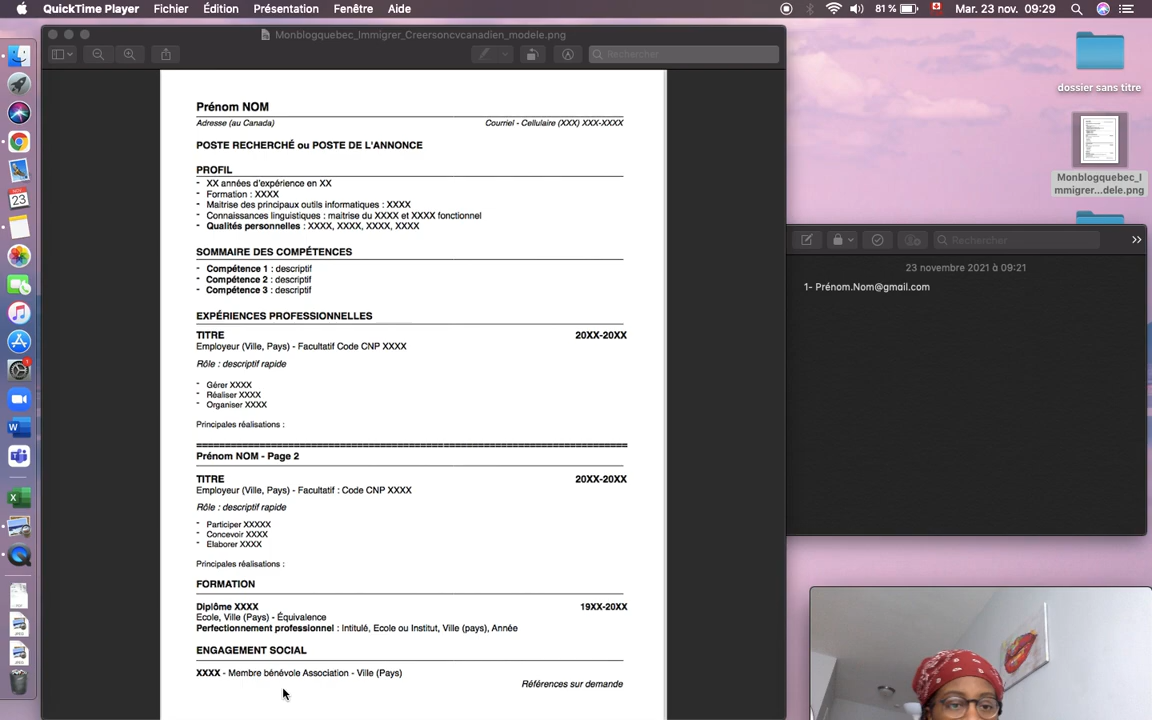 QuickTime Player Fichier Édition Présentation Fenêtre Aide 81 % Mar. 23 nov. 09:29
Monblogquebec_Immigrer_Creersoncvcanadien_modele.png
Rechercher
dossier sans titre
Monblogquebec_I
mmigrer...dele.png
Prénom NOM
Adresse (au Canada) Courriel - Cellulaire (XXX) XXX-XXXX
POSTE RECHERCHÉ ou POSTE DE L'ANNONCE
PROFIL
- XX années d'expérience en XX
- Formation : XXXX
- Maitrise des principaux outils informatiques : XXXX
- Connaissances linguistiques : maitrise du XXXX et XXXX fonctionnel
- Qualités personnelles : XXXX, XXXX, XXXX, XXXX
SOMMAIRE DES COMPÉTENCES
- Compétence 1 : descriptif
- Compétence 2 : descriptif
- Compétence 3 : descriptif
EXPÉRIENCES PROFESSIONNELLES
TITRE 20XX-20XX
Employeur (Ville, Pays) - Facultatif Code CNP XXXX
Rôle : descriptif rapide
- Gérer XXXX
- Réaliser XXXX
- Organiser XXXX
Principales réalisations :
Prénom NOM - Page 2
TITRE 20XX-20XX
Employeur (Ville, Pays) - Facultatif : Code CNP XXXX
Rôle : descriptif rapide
- Participer XXXXX
- Concevoir XXXX
- Elaborer XXXX
Principales réalisations :
FORMATION
Diplôme XXXX 19XX-20XX
Ecole, Ville (Pays) - Équivalence
Perfectionnement professionnel : Intitulé, Ecole ou Institut, Ville (pays), Année
ENGAGEMENT SOCIAL
XXXX - Membre bénévole Association - Ville (Pays)
Références sur demande
Rechercher
23 novembre 2021 à 09:21
1- Prénom.Nom@gmail.com